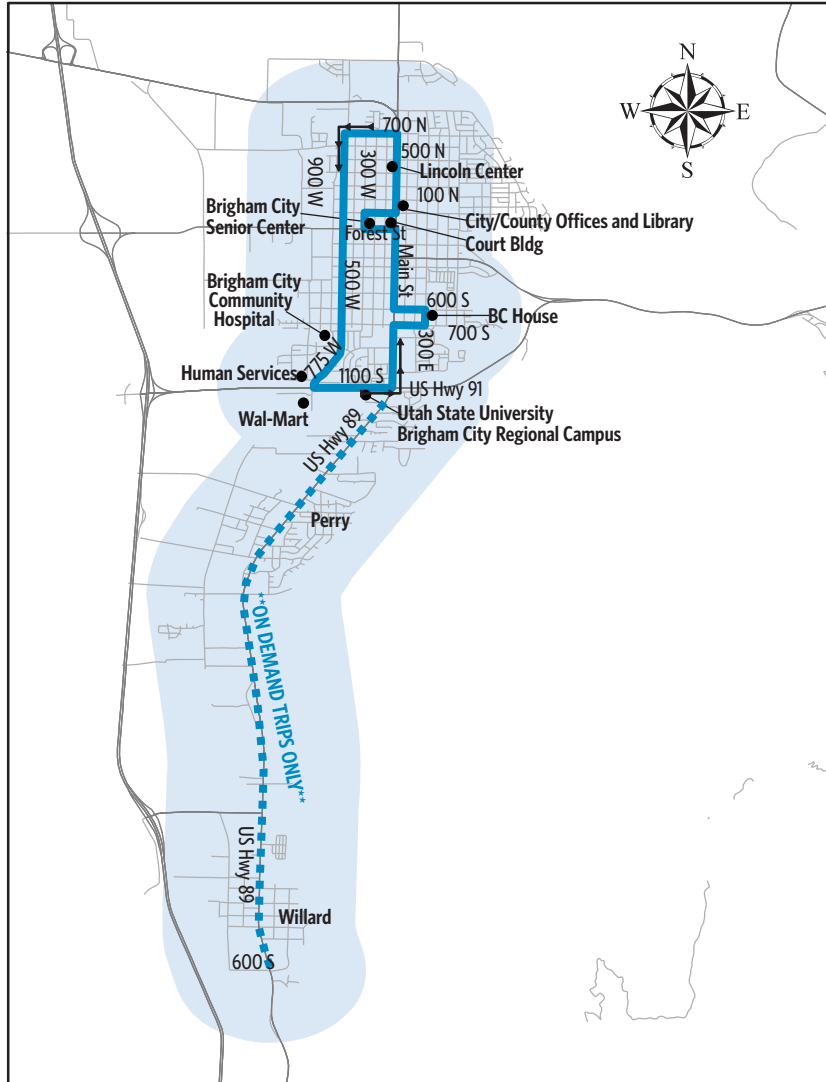 N
W
E
S
700 N
500 N
Lincoln Center
900 W
300 W
100 N
Brigham City
Senior Center
City/County Offices and Library
Forest St
Court Bldg
Main St
500 W
Brigham City
Community
Hospital
600 S
BC House
700 S
300 E
775 W
Human Services
1100 S
US Hwy 91
Wal-Mart
Utah State University
Brigham City Regional Campus
US Hwy 89
Perry
**ON DEMAND TRIPS ONLY**
US Hwy 89
Willard
600 S